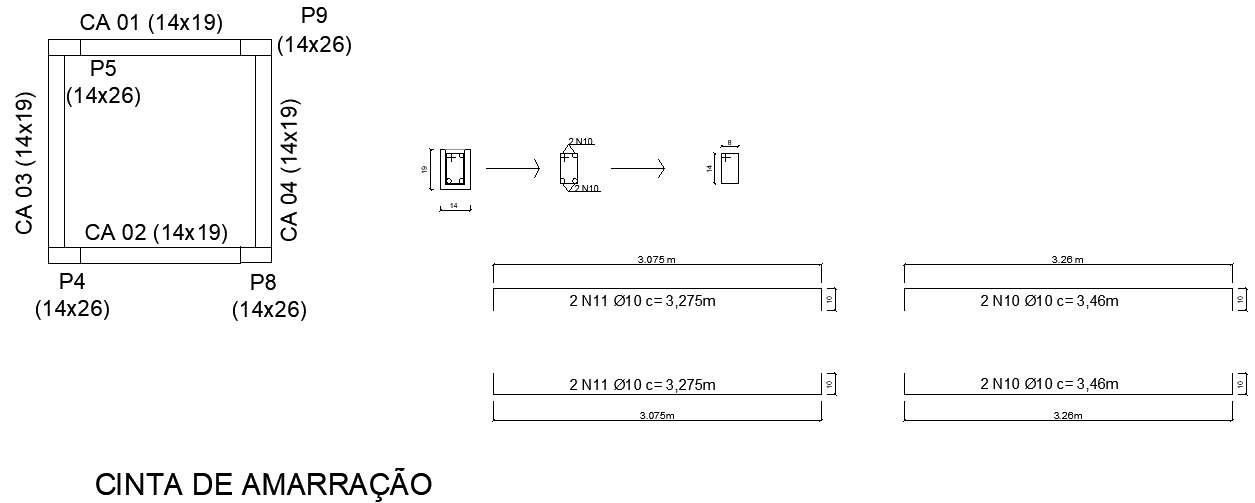 CA 01 (14x19)
P9
(14x26)
P5
(14x26)
CA 03 (14x19)
CA 04 (14x19)
CA 02 (14x19)
P4
(14x26)
P8
(14x26)
19
14
2 N10
2 N10
8
14
3.075 m
2 N11 Ø10 c= 3,275m
10
3.26 m
2 N10 Ø10 c= 3,46m
10
2 N11 Ø10 c= 3,275m
10
3.075m
2 N10 Ø10 c= 3,46m
10
3.26m
CINTA DE AMARRAÇÃO